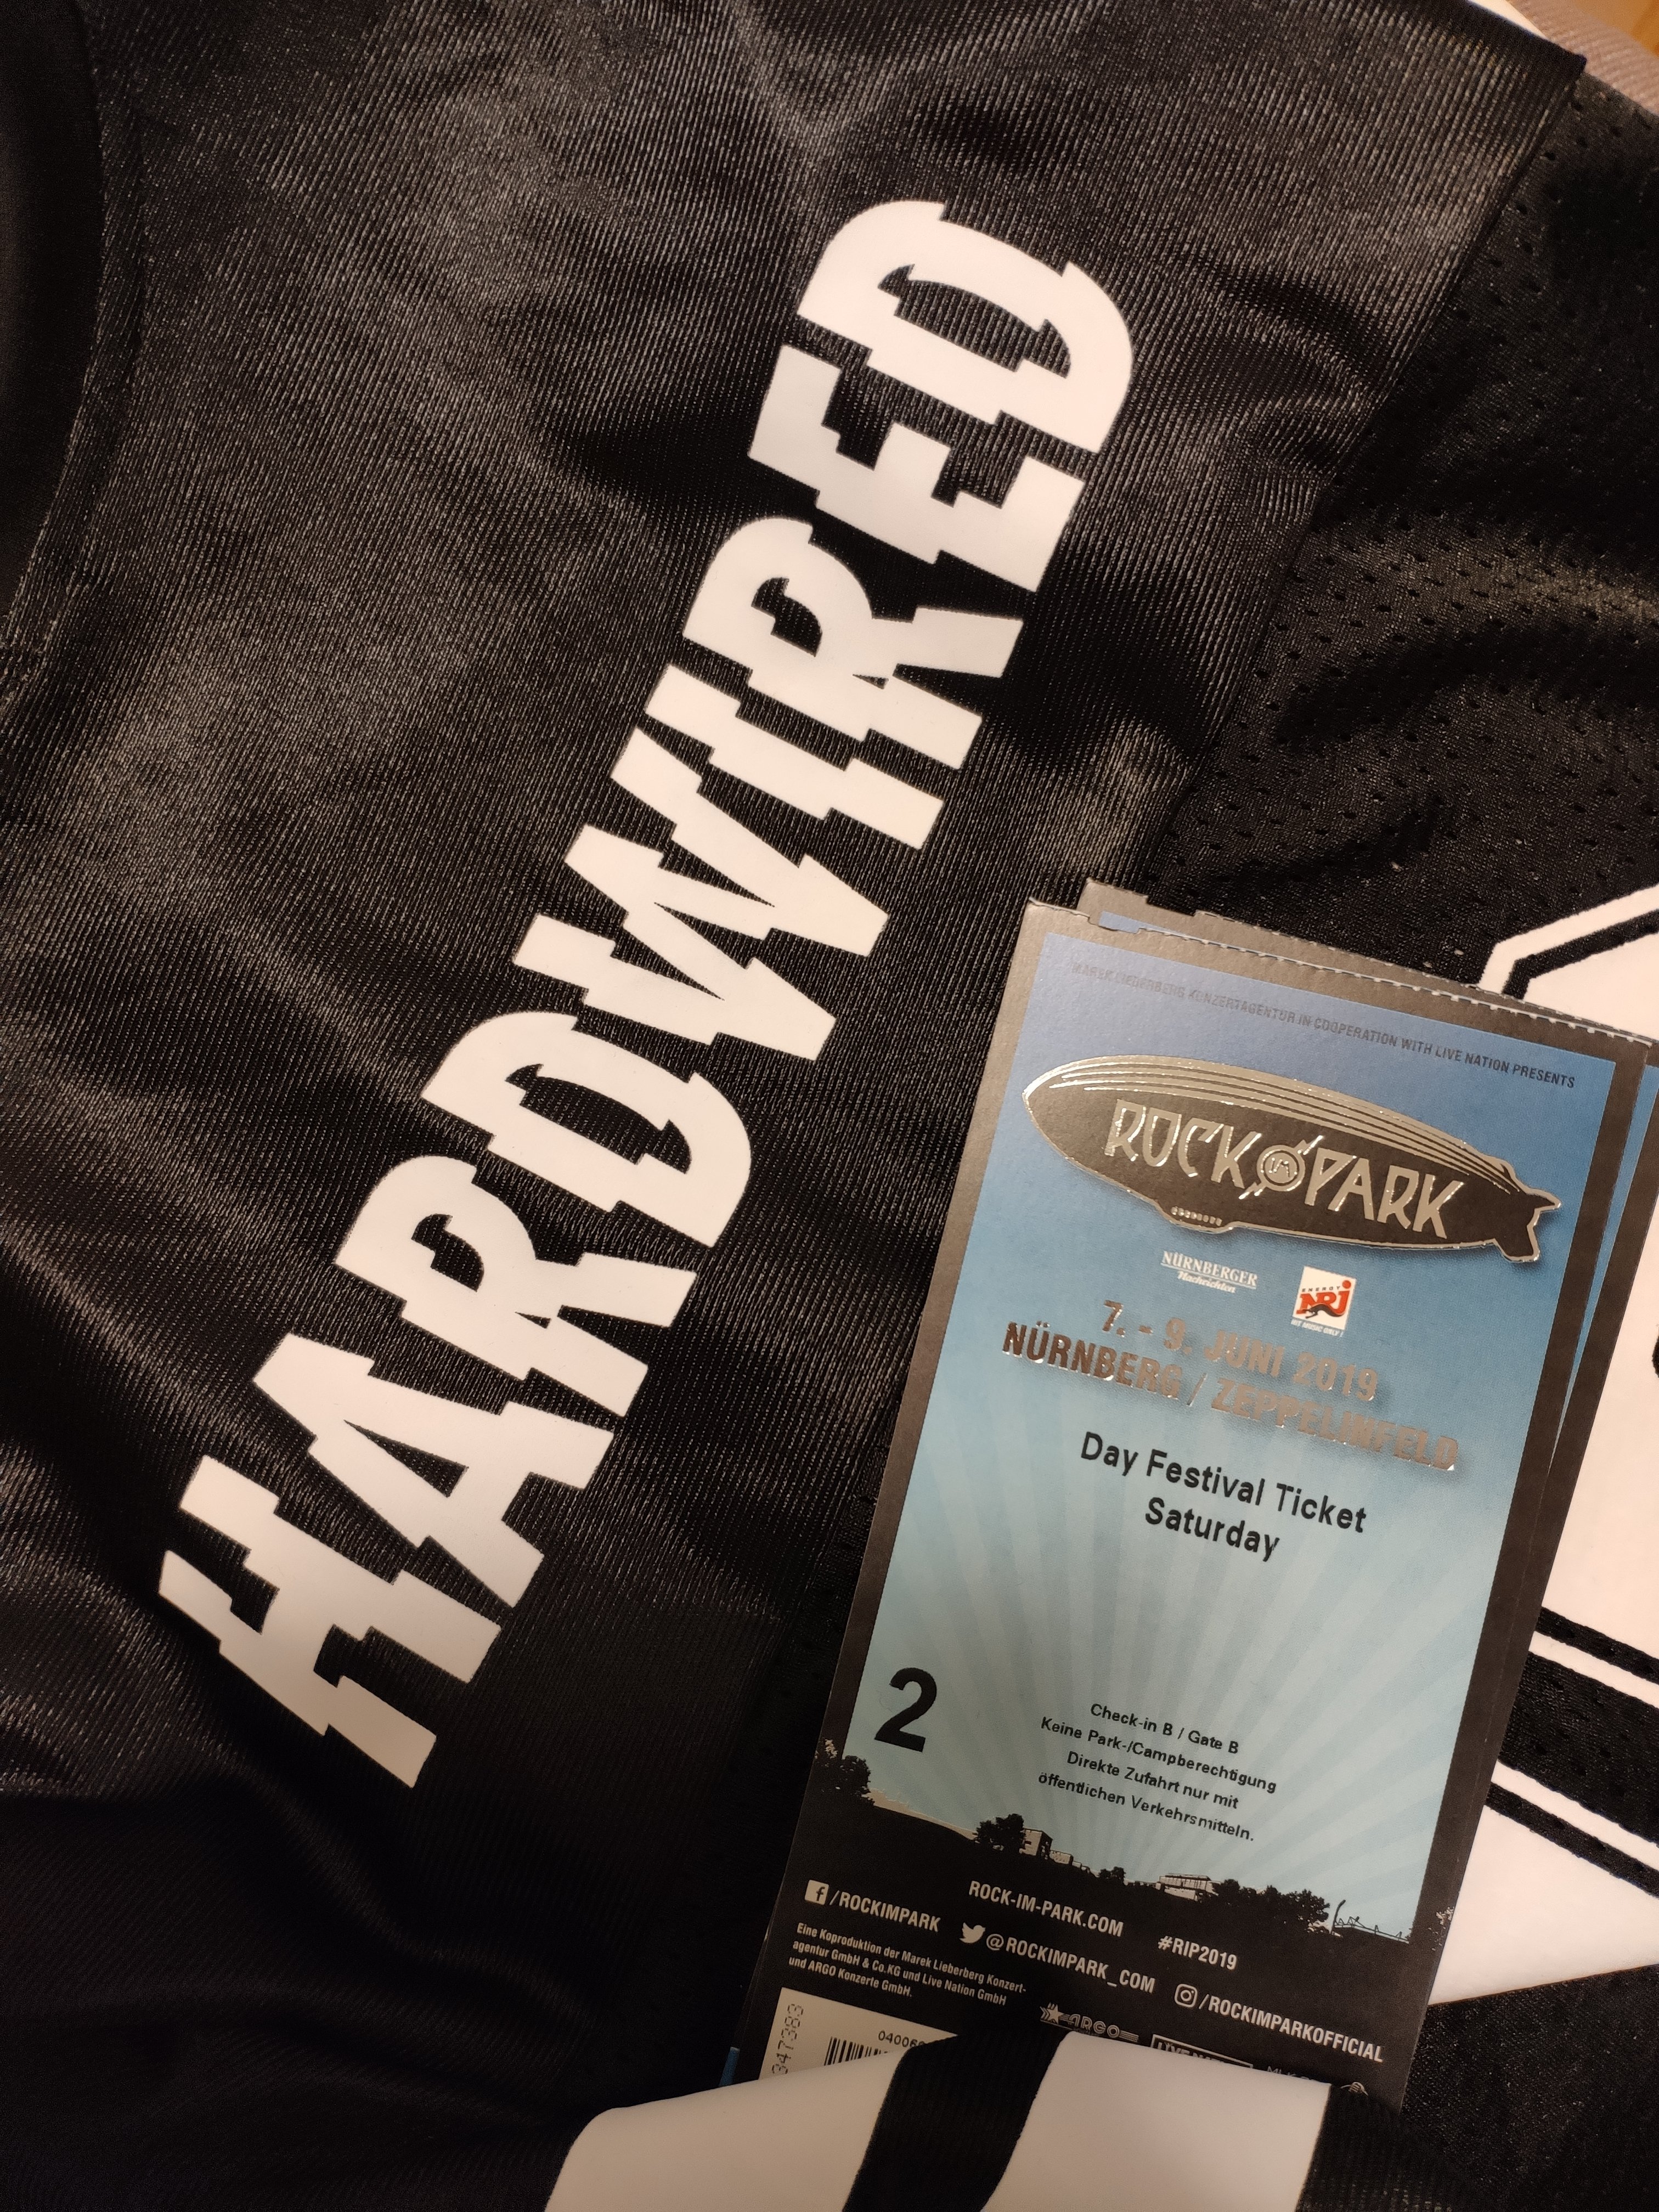 HARDWIRED
MAREK LIEBERBERG KONZERTAGENTUR IN COOPERATION WITH LIVE NATION PRESENTS
ROCK IM PARK
NÜRNBERGER
Nachrichten
ENERGY
NRJ
HIT MUSIC ONLY!
7. - 9. JUNI 2019
NÜRNBERG / ZEPPELINFELD
Day Festival Ticket
Saturday
2
Check-in B / Gate B
Keine Park-/Campberechtigung
Direkte Zufahrt nur mit
öffentlichen Verkehrsmitteln.
ROCK-IM-PARK.COM
#RIP2019
f /ROCKIMPARK
@ROCKIMPARK_COM
/ROCKIMPARKOFFICIAL
Eine Koproduktion der Marek Lieberberg Konzert-
agentur GmbH & Co.KG und Live Nation GmbH
und ARGO Konzerte GmbH.
ARGO
347383